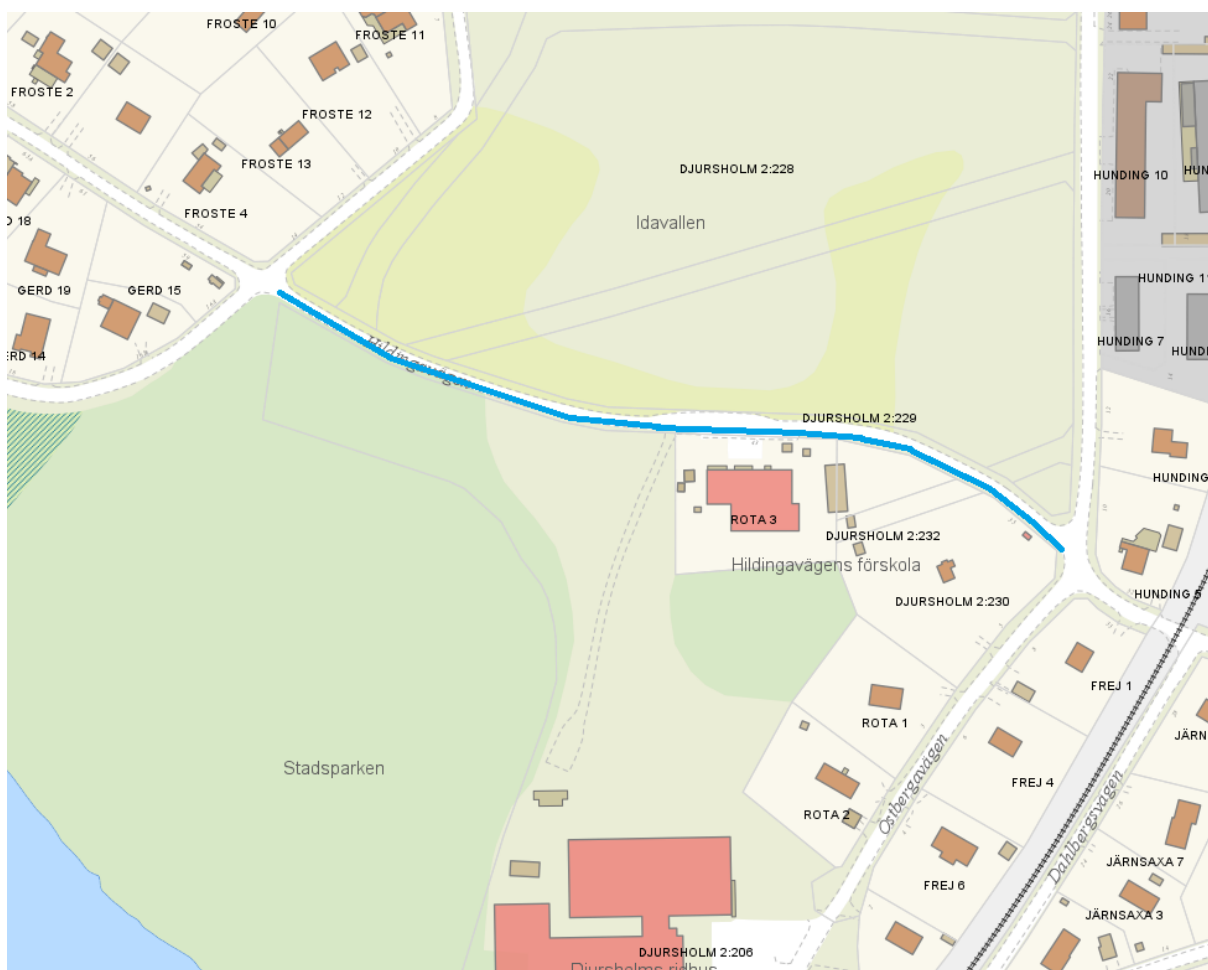 FROSTE 10
FROSTE 11
FROSTE 2
FROSTE 12
FROSTE 13
FROSTE 4
DJURSHOLM 2:228
HUNDING 10
Idavallen
GERD 19
GERD 15
HUNDING 7
Hildingavägen
DJURSHOLM 2:229
ROTA 3
DJURSHOLM 2:232
Hildingavägens förskola
HUNDING 5
DJURSHOLM 2:230
FREJ 1
ROTA 1
Stadsparken
FREJ 4
Östbergavägen
ROTA 2
Dahlbergsvägen
JÄRNSAXA 7
FREJ 6
JÄRNSAXA 3
DJURSHOLM 2:206
Djursholms ridhus